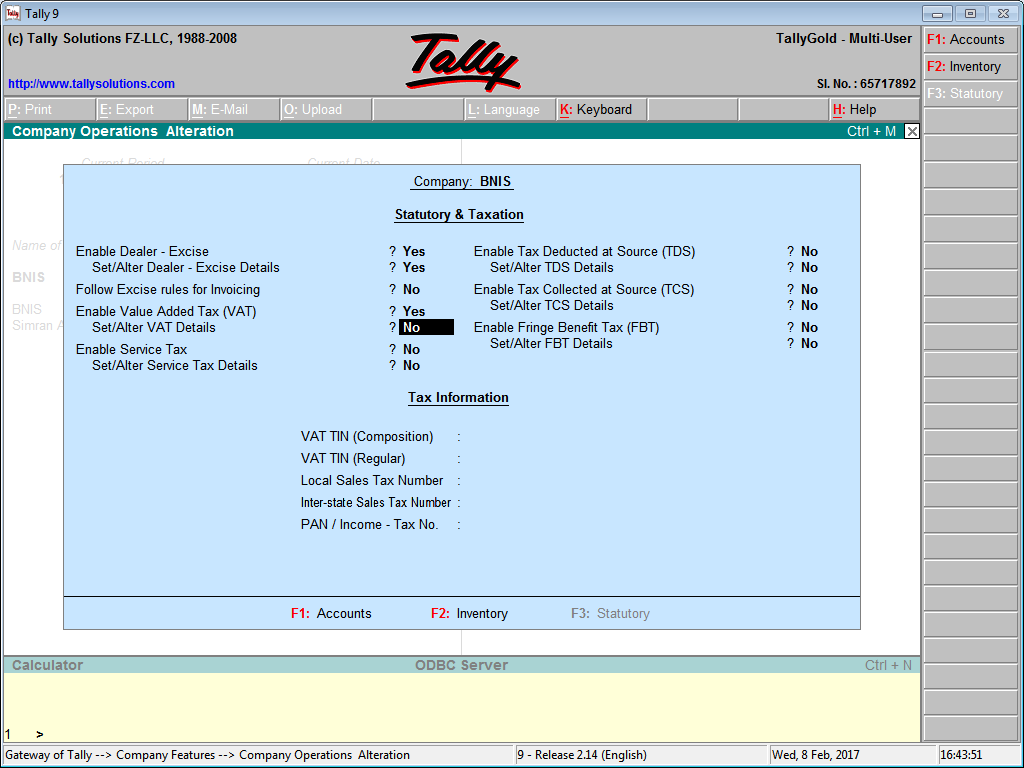 Tally 9
(c) Tally Solutions FZ-LLC, 1988-2008
Tally
TallyGold - Multi-User
http://www.tallysolutions.com
Sl. No. : 65717892
P: Print E: Export M: E-Mail O: Upload L: Language K: Keyboard H: Help
F1: Accounts
F2: Inventory
F3: Statutory
Company Operations Alteration Ctrl + M
Current Period Current Date
Name of
BNIS
BNIS
Simran A
Company: BNIS
Statutory & Taxation
Enable Dealer - Excise ? Yes
Set/Alter Dealer - Excise Details ? Yes
Follow Excise rules for Invoicing ? No
Enable Value Added Tax (VAT) ? Yes
Set/Alter VAT Details ? No
Enable Service Tax ? No
Set/Alter Service Tax Details ? No
Enable Tax Deducted at Source (TDS) ? No
Set/Alter TDS Details ? No
Enable Tax Collected at Source (TCS) ? No
Set/Alter TCS Details ? No
Enable Fringe Benefit Tax (FBT) ? No
Set/Alter FBT Details ? No
Tax Information
VAT TIN (Composition) :
VAT TIN (Regular) :
Local Sales Tax Number :
Inter-state Sales Tax Number :
PAN / Income - Tax No. :
F1: Accounts F2: Inventory F3: Statutory
Calculator ODBC Server Ctrl + N
1 >
Gateway of Tally --> Company Features --> Company Operations Alteration
9 - Release 2.14 (English)
Wed, 8 Feb, 2017
16:43:51